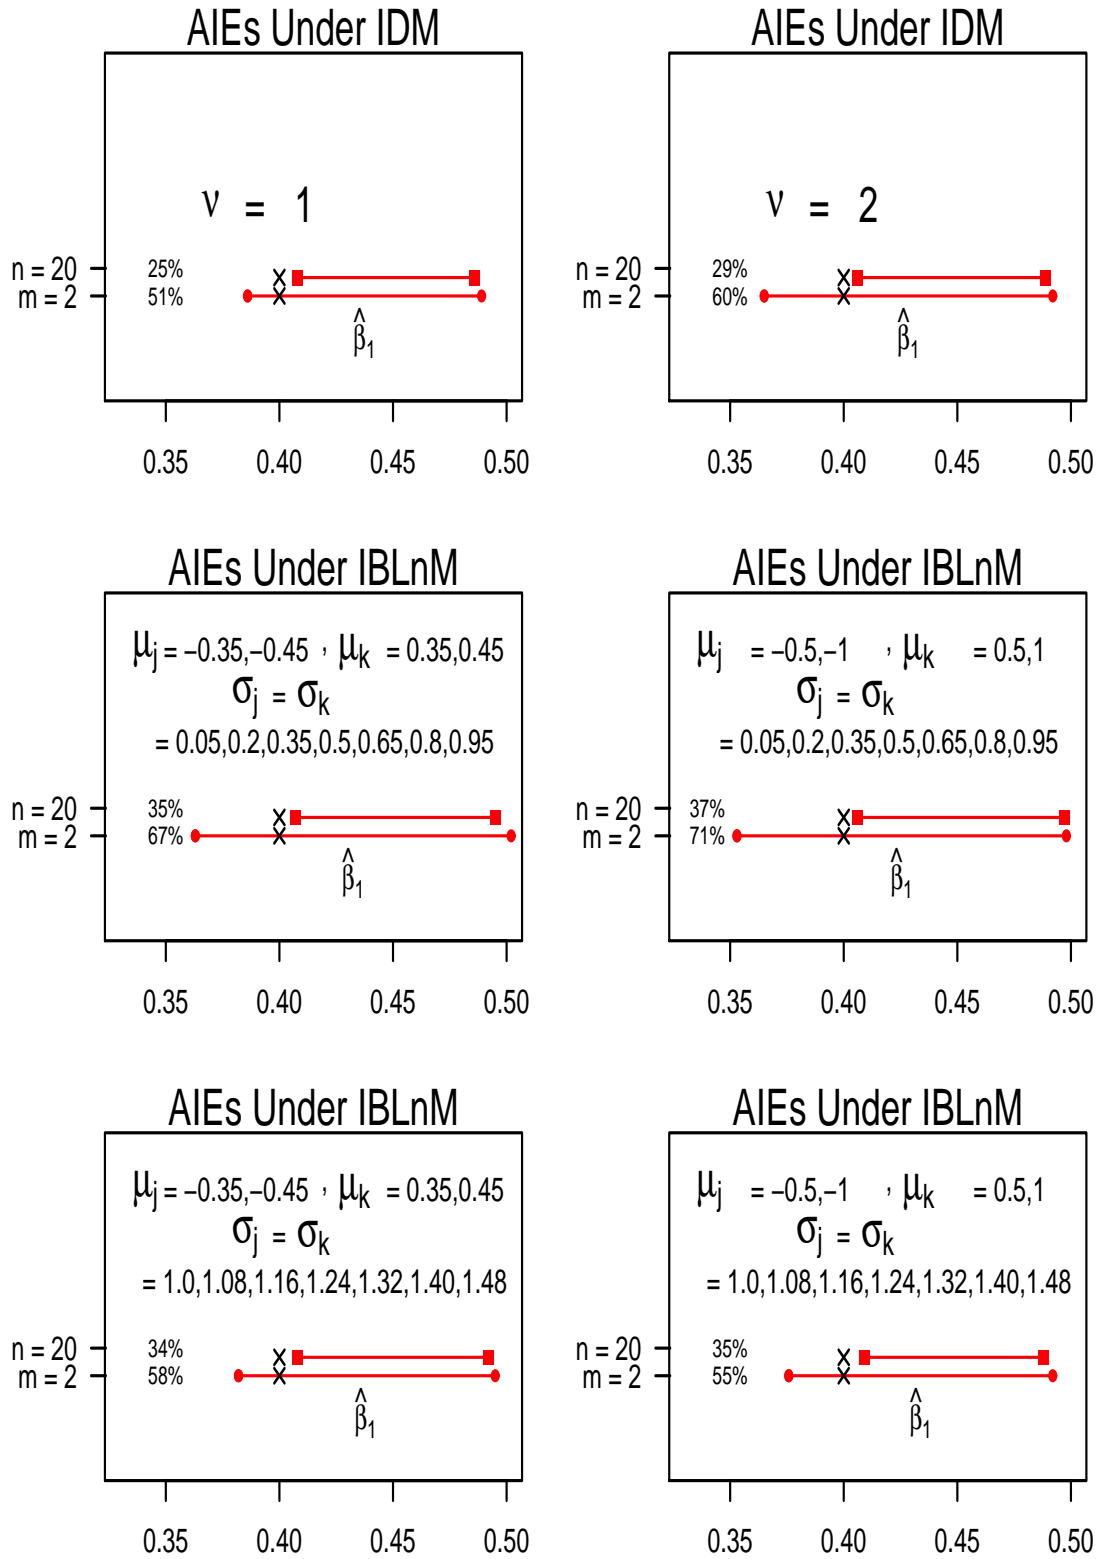 AIEs Under IDM
ν = 1
n = 20 25%
m = 2 51%
β̂₁
0.35 0.40 0.45 0.50
AIEs Under IDM
ν = 2
n = 20 29%
m = 2 60%
β̂₁
0.35 0.40 0.45 0.50
AIEs Under IBLnM
μj = −0.35,−0.45 , μk = 0.35,0.45
σj = σk
= 0.05,0.2,0.35,0.5,0.65,0.8,0.95
n = 20 35%
m = 2 67%
β̂₁
0.35 0.40 0.45 0.50
AIEs Under IBLnM
μj = −0.5,−1 , μk = 0.5,1
σj = σk
= 0.05,0.2,0.35,0.5,0.65,0.8,0.95
n = 20 37%
m = 2 71%
β̂₁
0.35 0.40 0.45 0.50
AIEs Under IBLnM
μj = −0.35,−0.45 , μk = 0.35,0.45
σj = σk
= 1.0,1.08,1.16,1.24,1.32,1.40,1.48
n = 20 34%
m = 2 58%
β̂₁
0.35 0.40 0.45 0.50
AIEs Under IBLnM
μj = −0.5,−1 , μk = 0.5,1
σj = σk
= 1.0,1.08,1.16,1.24,1.32,1.40,1.48
n = 20 35%
m = 2 55%
β̂₁
0.35 0.40 0.45 0.50